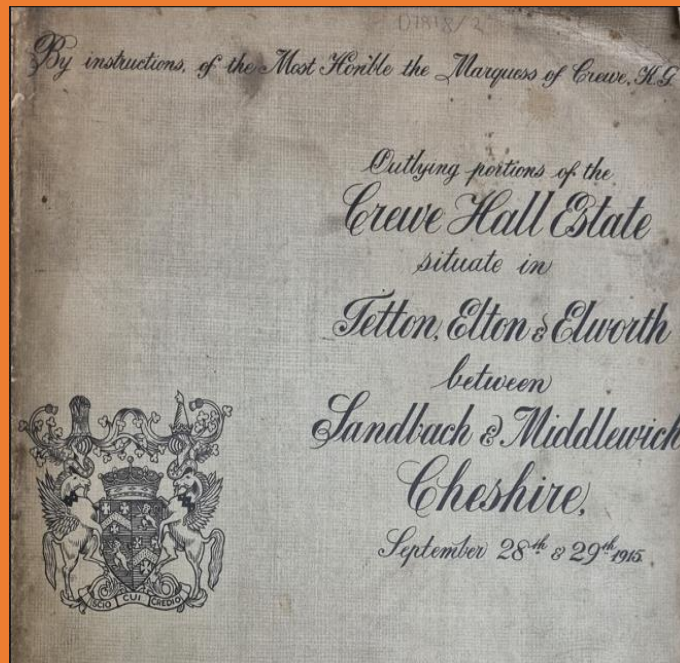 D7818/2
By instructions, of the Most Hon'ble the Marquess of Crewe, K.G.
Outlying portions of the
Crewe Hall Estate
situate in
Tetton, Elton & Elworth
between
Sandbach & Middlewich
Cheshire,
September 28th & 29th 1915.
SCIO CUI CREDIDI